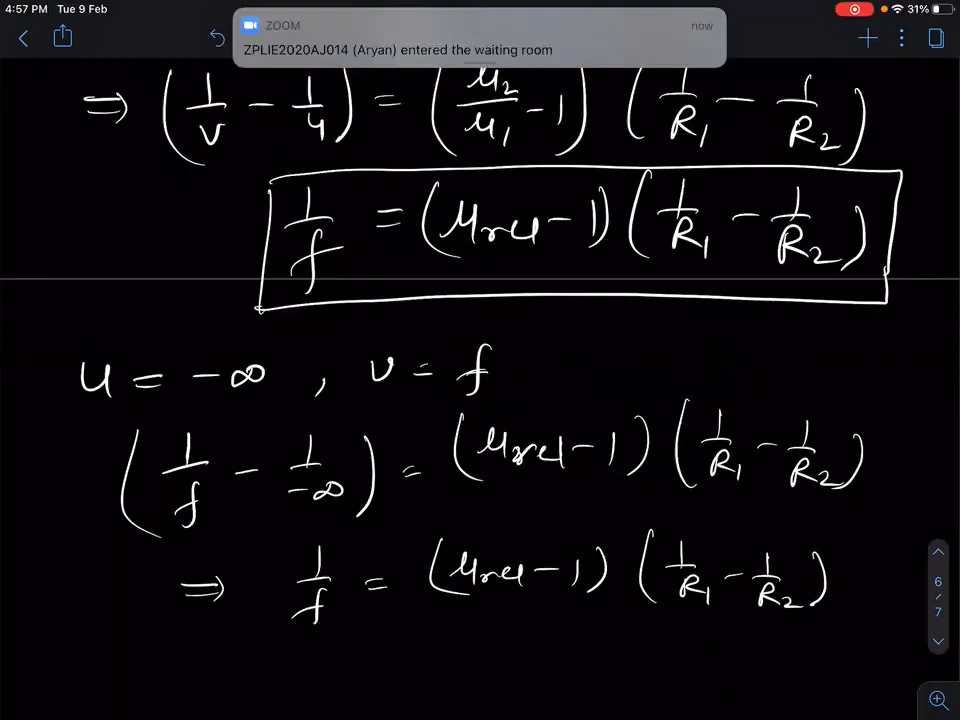 4:57 PM Tue 9 Feb
31%
ZOOM
now
ZPLIE2020AJ014 (Aryan) entered the waiting room
⇒ (1/v - 1/u) = (μ2/μ1 - 1) (1/R1 - 1/R2)
1/f = (μrel - 1) (1/R1 - 1/R2)
u = -∞ , v = f
(1/f - 1/-∞) = (μrel - 1) (1/R1 - 1/R2)
⇒ 1/f = (μrel - 1) (1/R1 - 1/R2)
6
/
7